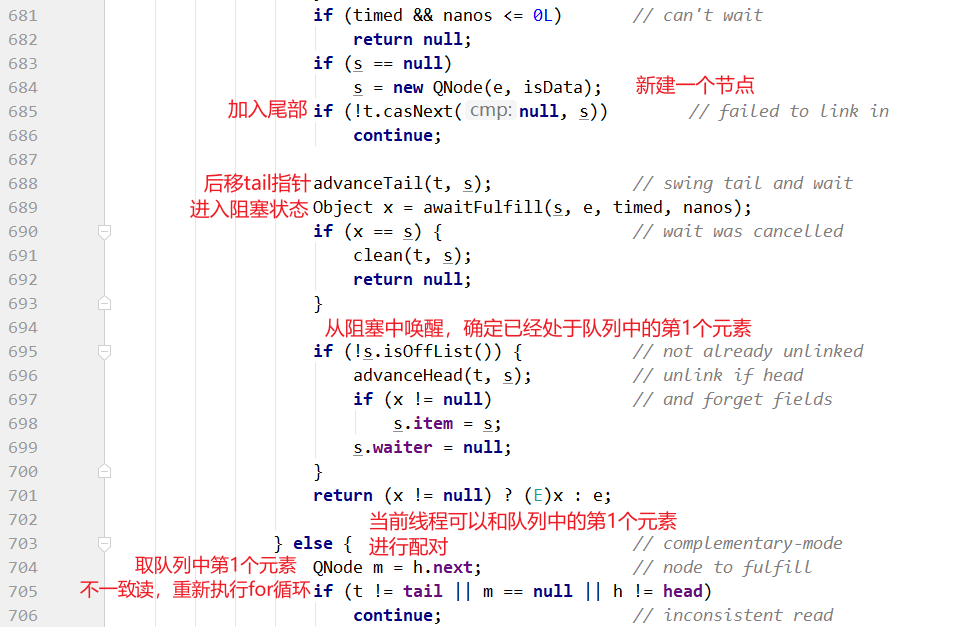 681 if (timed && nanos <= 0L) // can't wait
682 return null;
683 if (s == null)
684 s = new QNode(e, isData); 新建一个节点
685 加入尾部 if (!t.casNext( cmp: null, s)) // failed to link in
686 continue;
687
688 后移tail指针 advanceTail(t, s); // swing tail and wait
689 进入阻塞状态 Object x = awaitFulfill(s, e, timed, nanos);
690 if (x == s) { // wait was cancelled
691 clean(t, s);
692 return null;
693 }
694 从阻塞中唤醒，确定已经处于队列中的第1个元素
695 if (!s.isOffList()) { // not already unlinked
696 advanceHead(t, s); // unlink if head
697 if (x != null) // and forget fields
698 s.item = s;
699 s.waiter = null;
700 }
701 return (x != null) ? (E)x : e;
702 当前线程可以和队列中的第1个元素
703 } else { 进行配对 // complementary-mode
704 取队列中第1个元素 QNode m = h.next; // node to fulfill
705 不一致读，重新执行for循环 if (t != tail || m == null || h != head)
706 continue; // inconsistent read